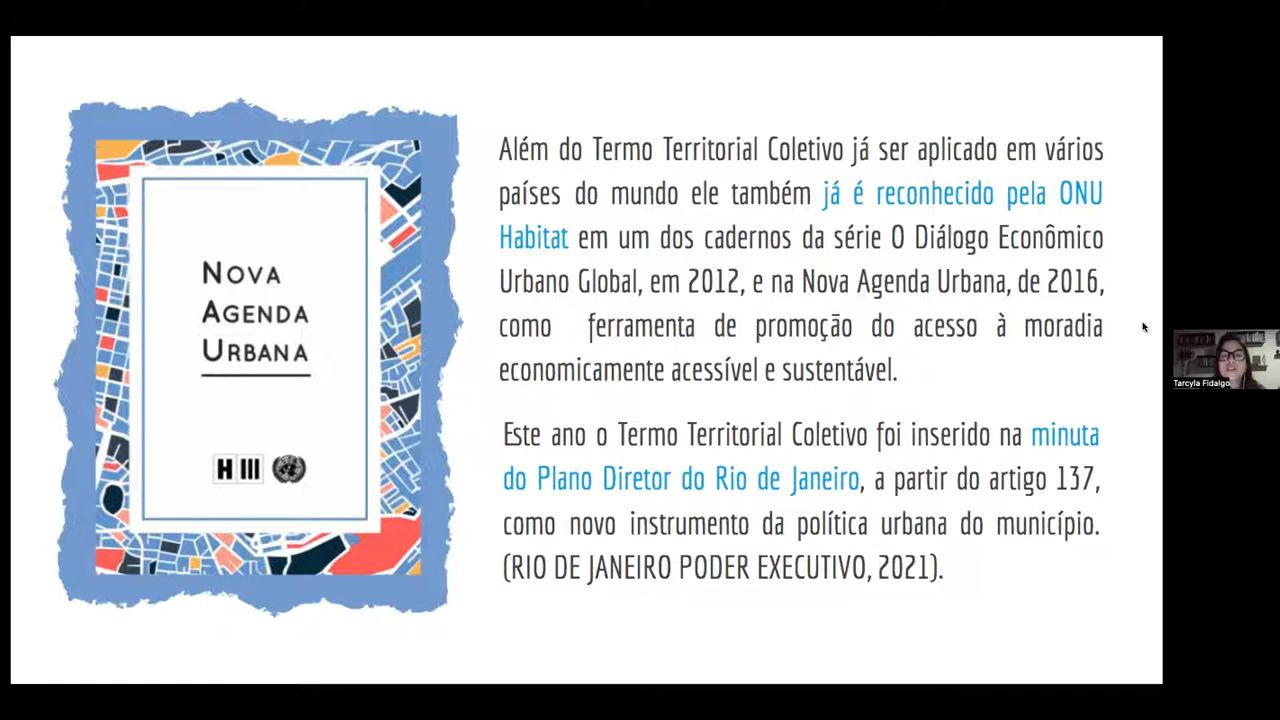 NOVA
AGENDA
URBANA
H III
Além do Termo Territorial Coletivo já ser aplicado em vários
países do mundo ele também já é reconhecido pela ONU
Habitat em um dos cadernos da série O Diálogo Econômico
Urbano Global, em 2012, e na Nova Agenda Urbana, de 2016,
como ferramenta de promoção do acesso à moradia
economicamente acessível e sustentável.
Este ano o Termo Territorial Coletivo foi inserido na minuta
do Plano Diretor do Rio de Janeiro, a partir do artigo 137,
como novo instrumento da política urbana do município.
(RIO DE JANEIRO PODER EXECUTIVO, 2021).
Tarcyla Fidalgo